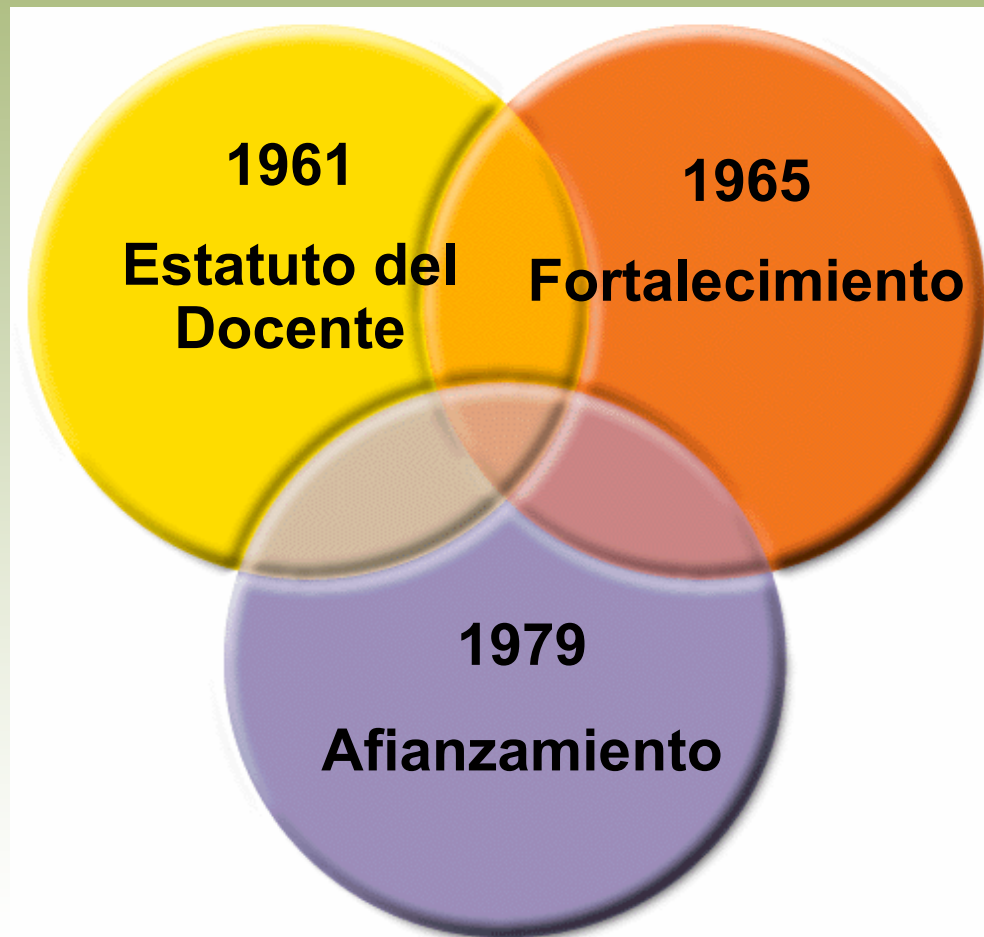 1961
Estatuto del
Docente
1965
Fortalecimiento
1979
Afianzamiento